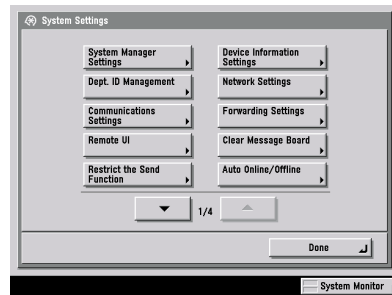 System Settings
System Manager
Settings
Device Information
Settings
Dept. ID Management
Network Settings
Communications
Settings
Forwarding Settings
Remote UI
Clear Message Board
Restrict the Send
Function
Auto Online/Offline
1/4
Done
System Monitor